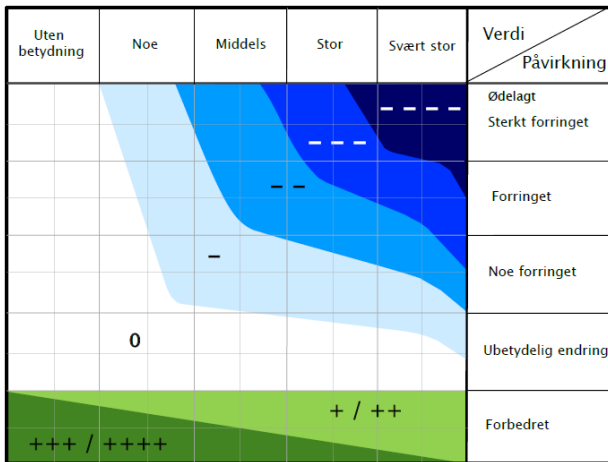 Uten betydning
Noe
Middels
Stor
Svært stor
Verdi
Påvirkning
Ødelagt
Sterkt forringet
– – – –
– – –
– –
Forringet
–
Noe forringet
0
Ubetydelig endring
+ / ++
Forbedret
+++ / ++++